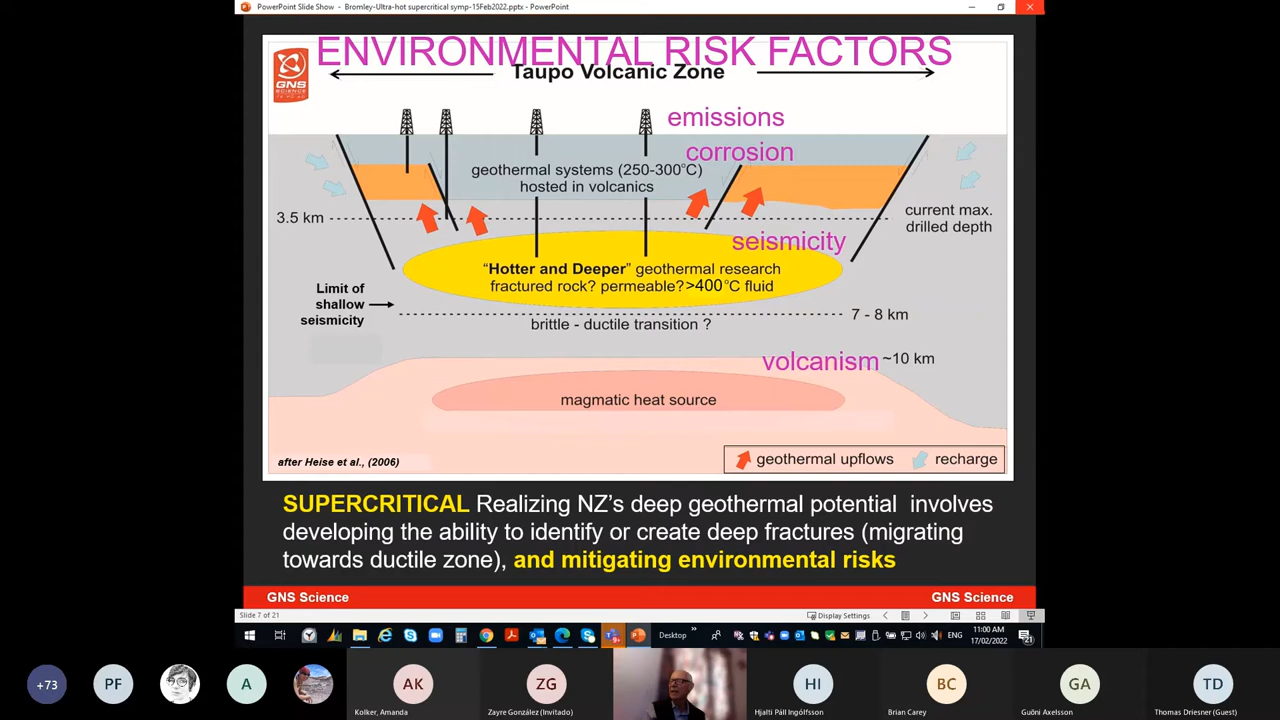 PowerPoint Slide Show - Bromley-Ultra-hot supercritical symp-15Feb2022.pptx - PowerPoint
ENVIRONMENTAL RISK FACTORS
GNS
SCIENCE
Taupo Volcanic Zone
emissions
corrosion
geothermal systems (250-300°C)
hosted in volcanics
3.5 km
current max.
drilled depth
seismicity
"Hotter and Deeper" geothermal research
fractured rock? permeable? >400°C fluid
Limit of
shallow
seismicity
7 - 8 km
brittle - ductile transition ?
volcanism
~10 km
magmatic heat source
geothermal upflows
recharge
after Heise et al., (2006)
SUPERCRITICAL Realizing NZ's deep geothermal potential involves
developing the ability to identify or create deep fractures (migrating
towards ductile zone), and mitigating environmental risks
GNS Science
GNS Science
Slide 7 of 21
Display Settings
Desktop
ENG
11:00 AM
17/02/2022
21
+73
PF
A
AK
Kolker, Amanda
ZG
Zayre González (Invitado)
HI
Hjalti Páll Ingólfsson
BC
Brian Carey
GA
Guðni Axelsson
TD
Thomas Driesner (Guest)